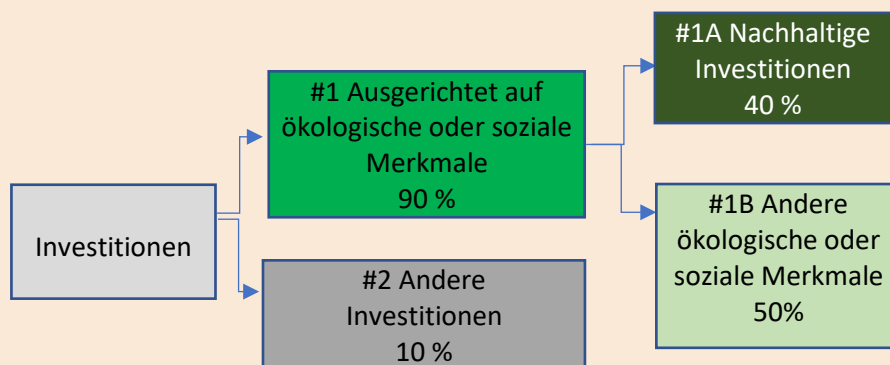 Investitionen
#1 Ausgerichtet auf
ökologische oder soziale
Merkmale
90 %
#2 Andere
Investitionen
10 %
#1A Nachhaltige
Investitionen
40 %
#1B Andere
ökologische oder
soziale Merkmale
50%